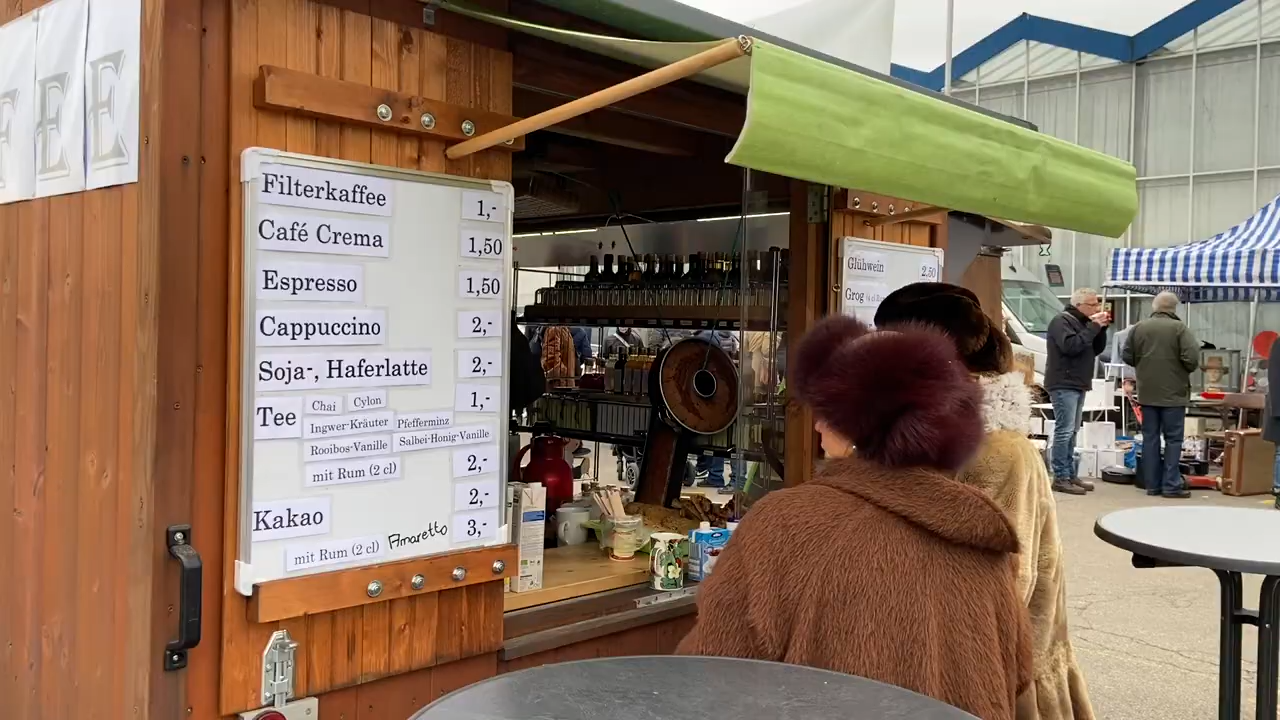 FEE
Filterkaffee 1,-
Café Crema 1,50
Espresso 1,50
Cappuccino 2,-
Soja-, Haferlatte 2,-
Tee Chai Cylon 1,-
Ingwer-Kräuter Pfefferminz
Rooibos-Vanille Salbei-Honig-Vanille
mit Rum (2 cl) 2,-
Kakao 2,-
mit Rum (2 cl) Amaretto 3,-
Glühwein 2,50
Grog